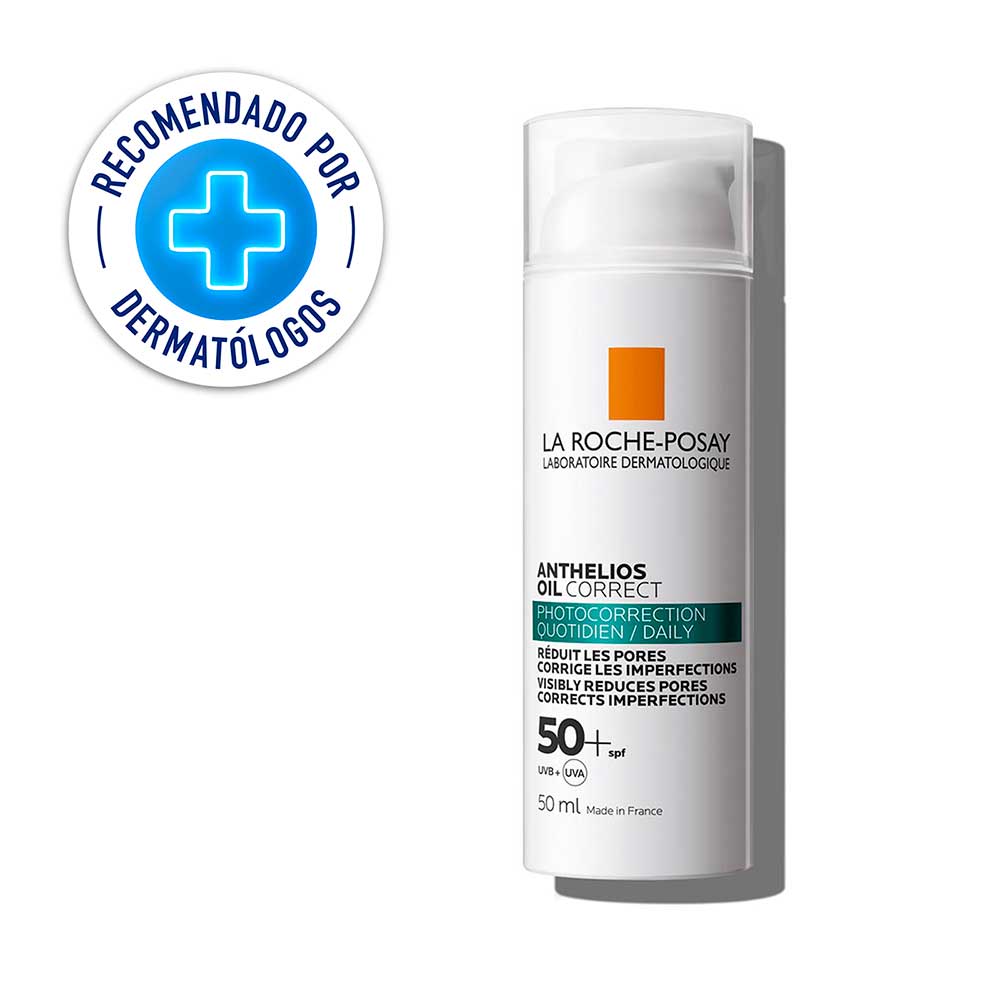 RECOMENDADO POR
DERMATÓLOGOS
LA ROCHE-POSAY
LABORATOIRE DERMATOLOGIQUE
ANTHELIOS
OIL CORRECT
PHOTOCORRECTION
QUOTIDIEN / DAILY
RÉDUIT LES PORES
CORRIGE LES IMPERFECTIONS
VISIBLY REDUCES PORES
CORRECTS IMPERFECTIONS
50+ spf
UVB + UVA
50 ml Made in France